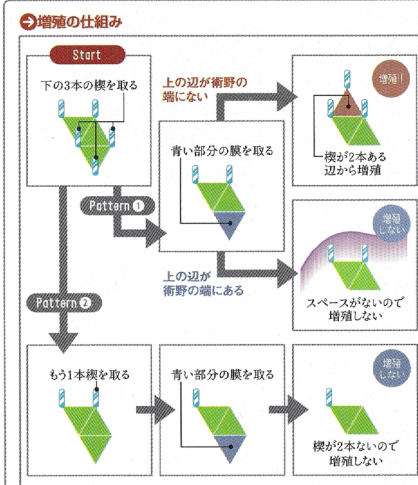 増殖の仕組み
Start
下の3本の楔を取る
Pattern 1
上の辺が術野の
端にない
青い部分の膜を取る
上の辺が
術野の端にある
増殖!!
楔が2本ある
辺から増殖
増殖
しない
スペースがないので
増殖しない
Pattern 2
もう1本楔を取る
青い部分の膜を取る
増殖
しない
楔が2本ないので
増殖しない